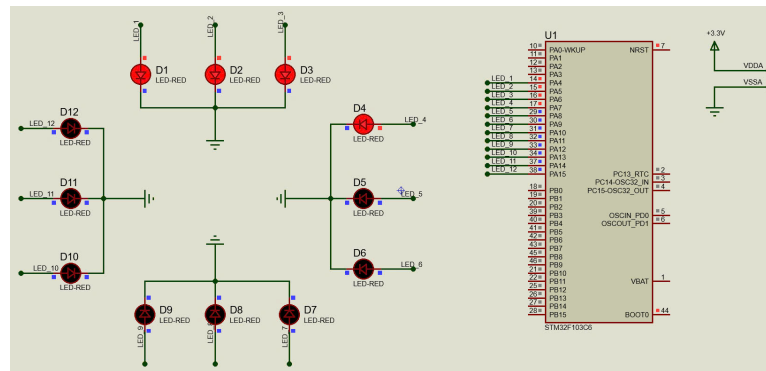 LED_1
LED_2
LED_3
D1
LED-RED
D2
LED-RED
D3
LED-RED
D12
LED_12
LED-RED
D11
LED_11
LED-RED
D10
LED_10
LED-RED
D4
LED_4
LED-RED
D5
LED_5
LED-RED
D6
LED_6
LED-RED
D9
LED-RED
LED_9
D8
LED-RED
D7
LED-RED
LED_7
U1
10 PA0-WKUP NRST 7
11 PA1
12 PA2
13 PA3
LED_1 14 PA4
LED_2 15 PA5
LED_3 16 PA6
LED_4 17 PA7
LED_5 29 PA8
LED_6 30 PA9
LED_7 31 PA10
LED_8 32 PA11
LED_9 33 PA12
LED_10 34 PA13
LED_11 37 PA14
LED_12 38 PA15 PC13_RTC 2
PC14-OSC32_IN 3
18 PB0 PC15-OSC32_OUT 4
19 PB1
20 PB2
39 PB3 OSCIN_PD0 5
40 PB4 OSCOUT_PD1 6
41 PB5
42 PB6
43 PB7
45 PB8
46 PB9
21 PB10
22 PB11 VBAT 1
25 PB12
26 PB13
27 PB14
28 PB15 BOOT0 44
STM32F103C6
+3.3V
VDDA
VSSA